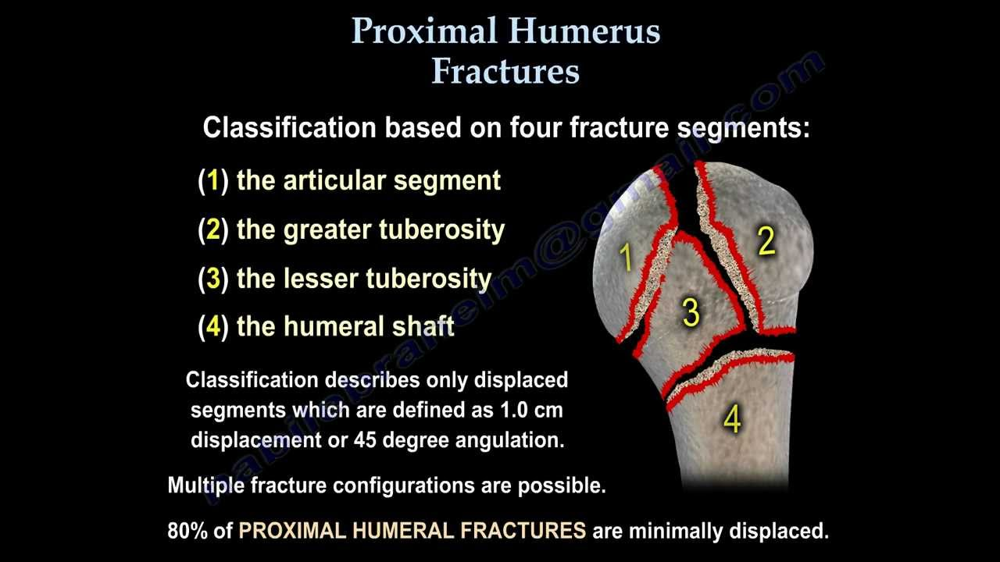 Proximal Humerus
Fractures
Classification based on four fracture segments:
(1) the articular segment
(2) the greater tuberosity
(3) the lesser tuberosity
(4) the humeral shaft
1
2
3
4
Classification describes only displaced
segments which are defined as 1.0 cm
displacement or 45 degree angulation.
Multiple fracture configurations are possible.
80% of PROXIMAL HUMERAL FRACTURES are minimally displaced.
nabilebraheim@gmail.com